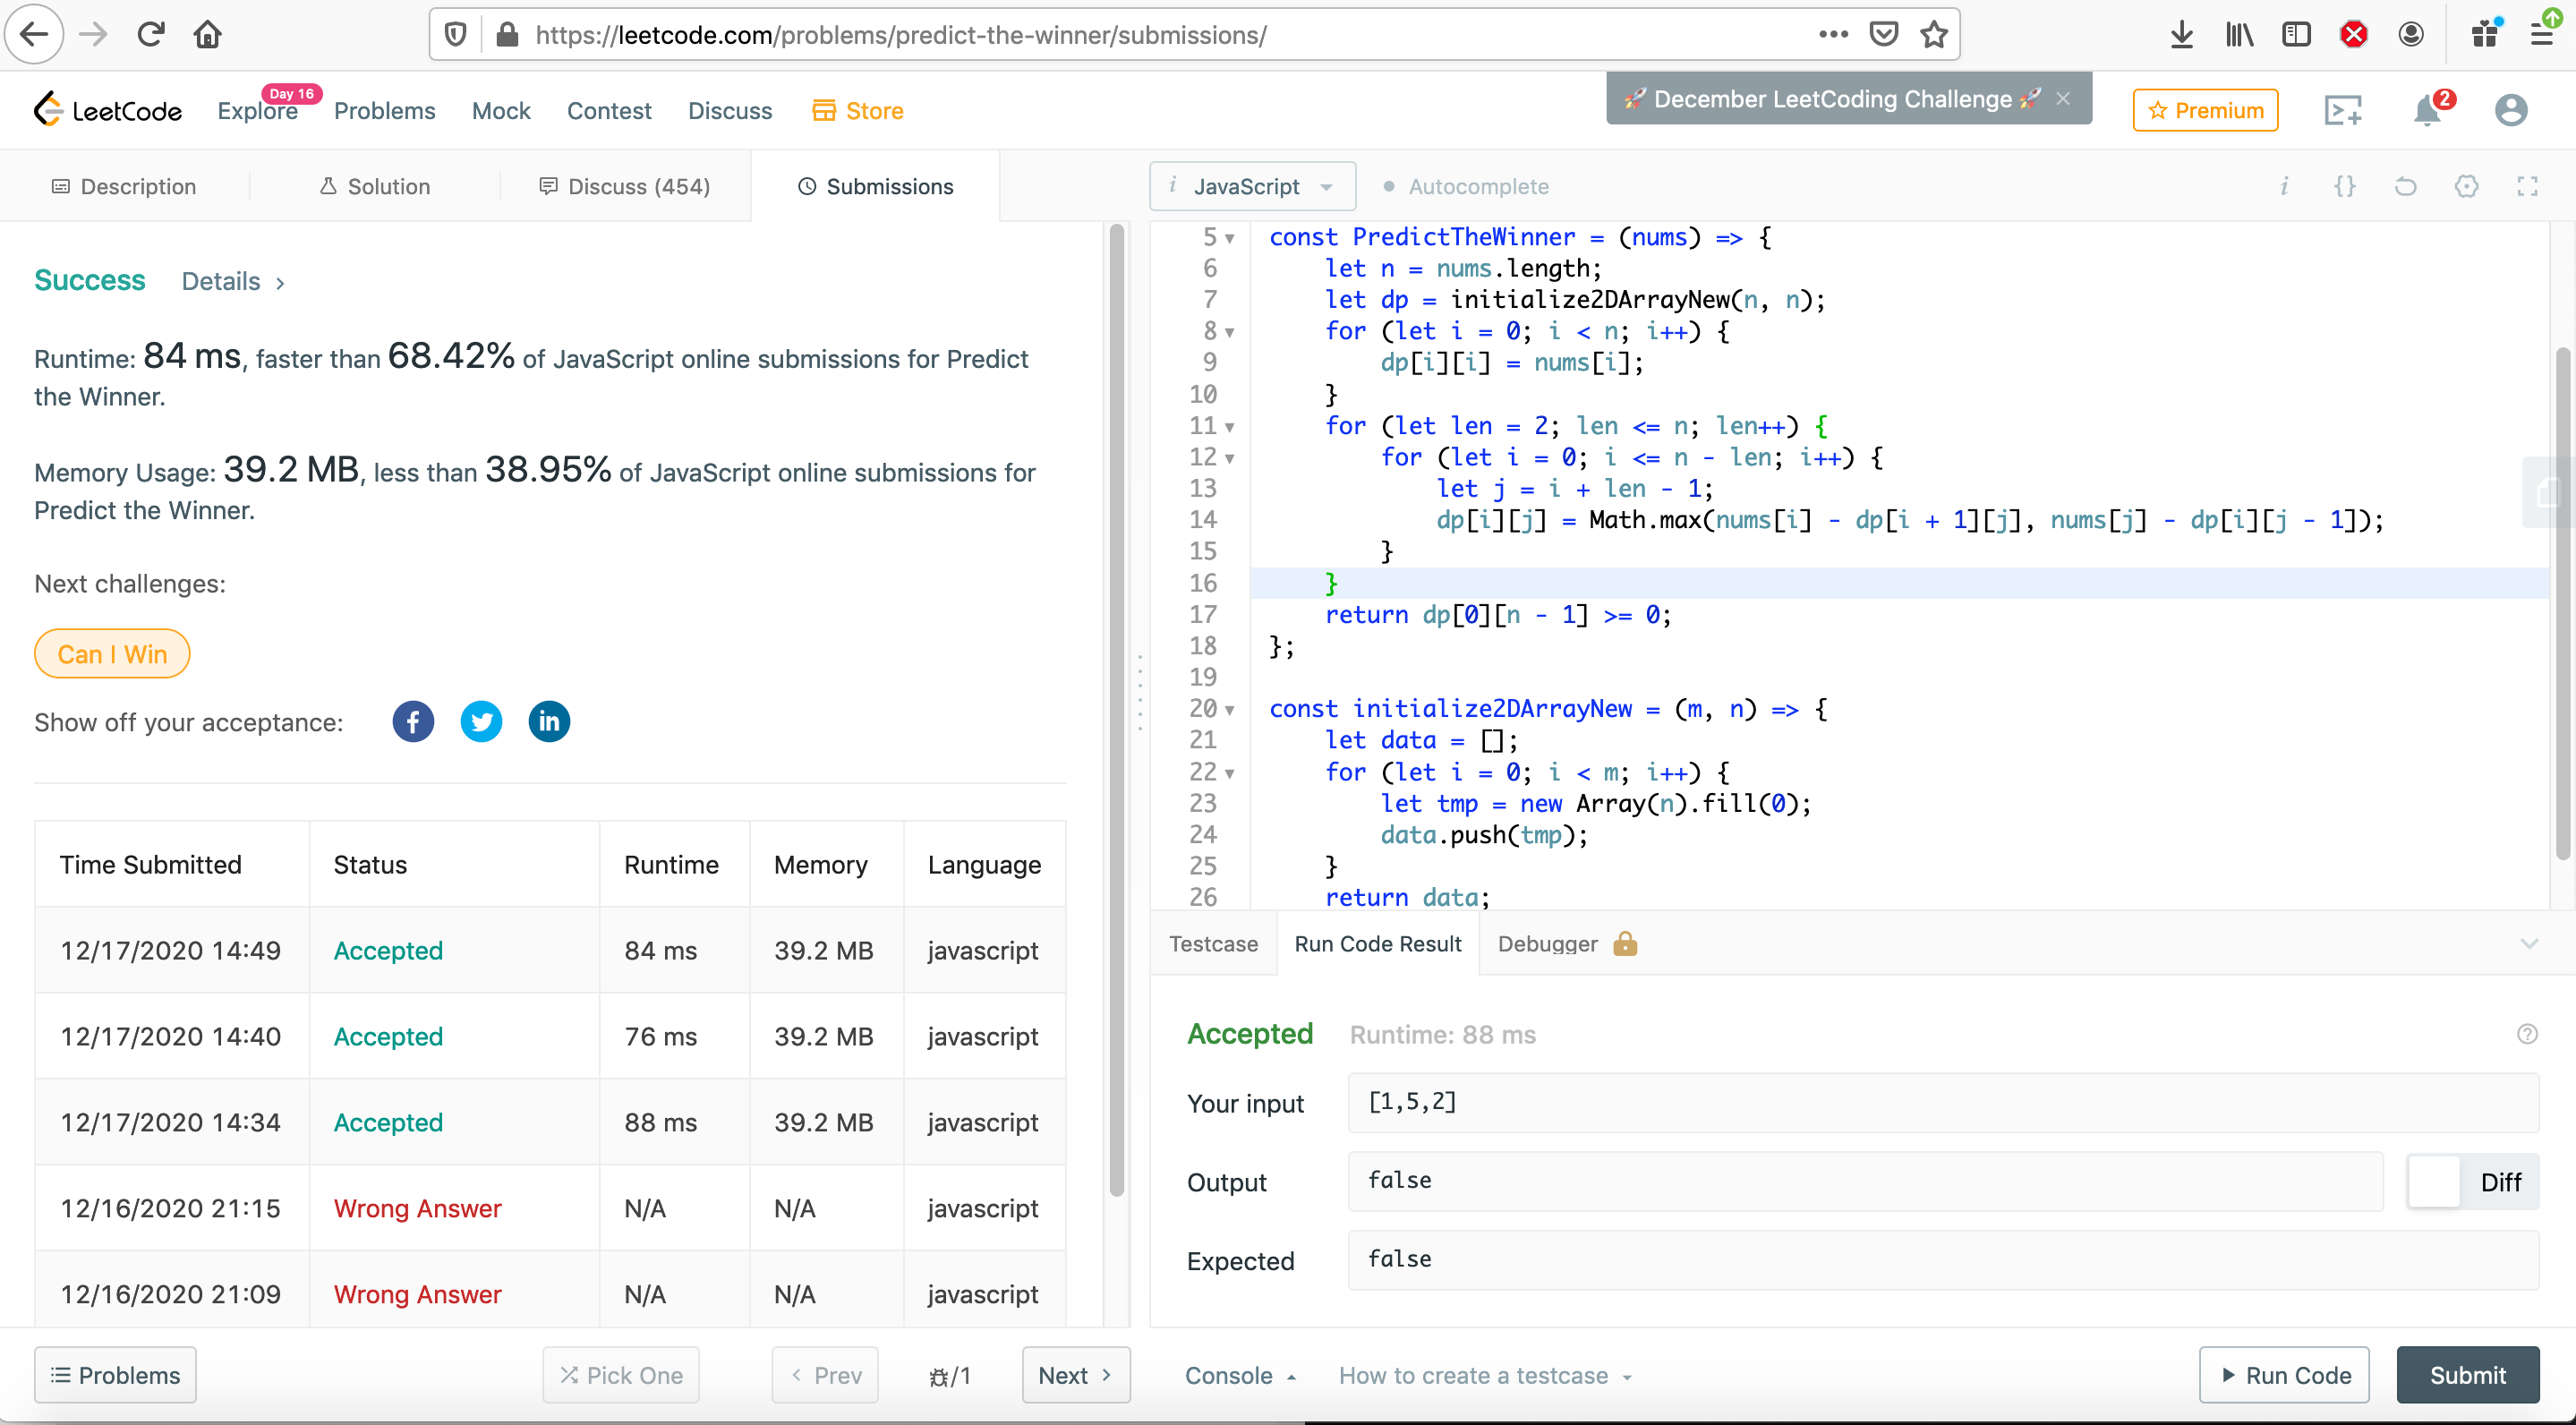 https://leetcode.com/problems/predict-the-winner/submissions/
LeetCode
Explore
Day 16
Problems
Mock
Contest
Discuss
Store
🚀 December LeetCoding Challenge 🚀
Premium
2
Description
Solution
Discuss (454)
Submissions
i JavaScript
Autocomplete
i {}
Success Details >
Runtime: 84 ms, faster than 68.42% of JavaScript online submissions for Predict
the Winner.
Memory Usage: 39.2 MB, less than 38.95% of JavaScript online submissions for
Predict the Winner.
Next challenges:
Can I Win
Show off your acceptance:
Time Submitted Status Runtime Memory Language
12/17/2020 14:49 Accepted 84 ms 39.2 MB javascript
12/17/2020 14:40 Accepted 76 ms 39.2 MB javascript
12/17/2020 14:34 Accepted 88 ms 39.2 MB javascript
12/16/2020 21:15 Wrong Answer N/A N/A javascript
12/16/2020 21:09 Wrong Answer N/A N/A javascript
Problems
Pick One
< Prev
/1
Next >
5 const PredictTheWinner = (nums) => {
6 let n = nums.length;
7 let dp = initialize2DArrayNew(n, n);
8 for (let i = 0; i < n; i++) {
9 dp[i][i] = nums[i];
10 }
11 for (let len = 2; len <= n; len++) {
12 for (let i = 0; i <= n - len; i++) {
13 let j = i + len - 1;
14 dp[i][j] = Math.max(nums[i] - dp[i + 1][j], nums[j] - dp[i][j - 1]);
15 }
16 }
17 return dp[0][n - 1] >= 0;
18 };
19
20 const initialize2DArrayNew = (m, n) => {
21 let data = [];
22 for (let i = 0; i < m; i++) {
23 let tmp = new Array(n).fill(0);
24 data.push(tmp);
25 }
26 return data;
Testcase
Run Code Result
Debugger
Accepted Runtime: 88 ms
Your input [1,5,2]
Output false
Diff
Expected false
Console
How to create a testcase
Run Code
Submit